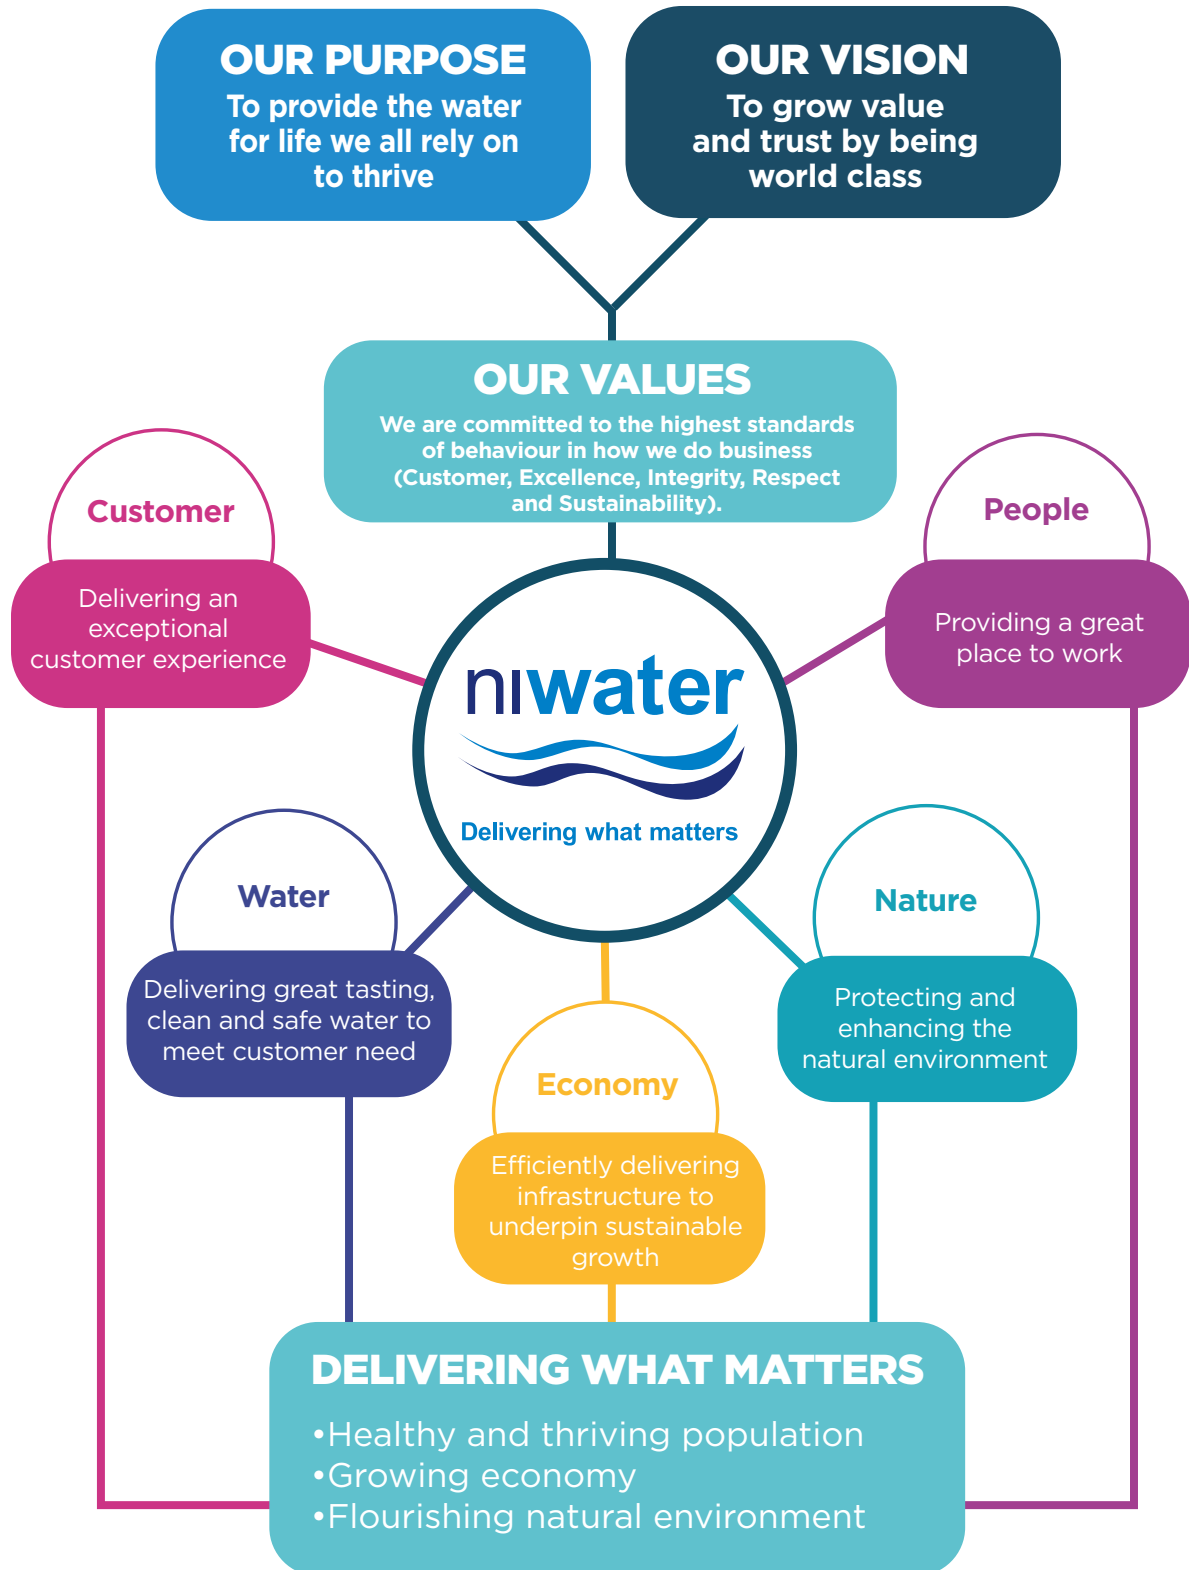 OUR PURPOSE
To provide the water
for life we all rely on
to thrive
OUR VISION
To grow value
and trust by being
world class
OUR VALUES
We are committed to the highest standards
of behaviour in how we do business
(Customer, Excellence, Integrity, Respect
and Sustainability).
Customer
Delivering an
exceptional
customer experience
People
Providing a great
place to work
niwater
Delivering what matters
Water
Delivering great tasting,
clean and safe water to
meet customer need
Nature
Protecting and
enhancing the
natural environment
Economy
Efficiently delivering
infrastructure to
underpin sustainable
growth
DELIVERING WHAT MATTERS
•Healthy and thriving population
•Growing economy
•Flourishing natural environment